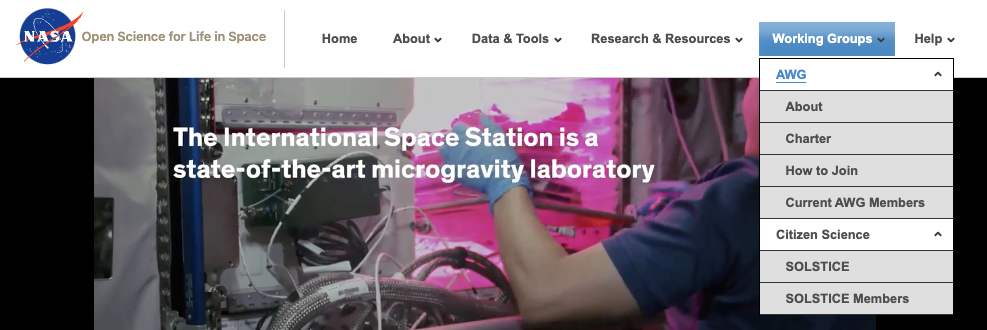 NASA
Open Science for Life in Space
Home
About
Data & Tools
Research & Resources
Working Groups
Help
The International Space Station is a
state-of-the-art microgravity laboratory
AWG
About
Charter
How to Join
Current AWG Members
Citizen Science
SOLSTICE
SOLSTICE Members